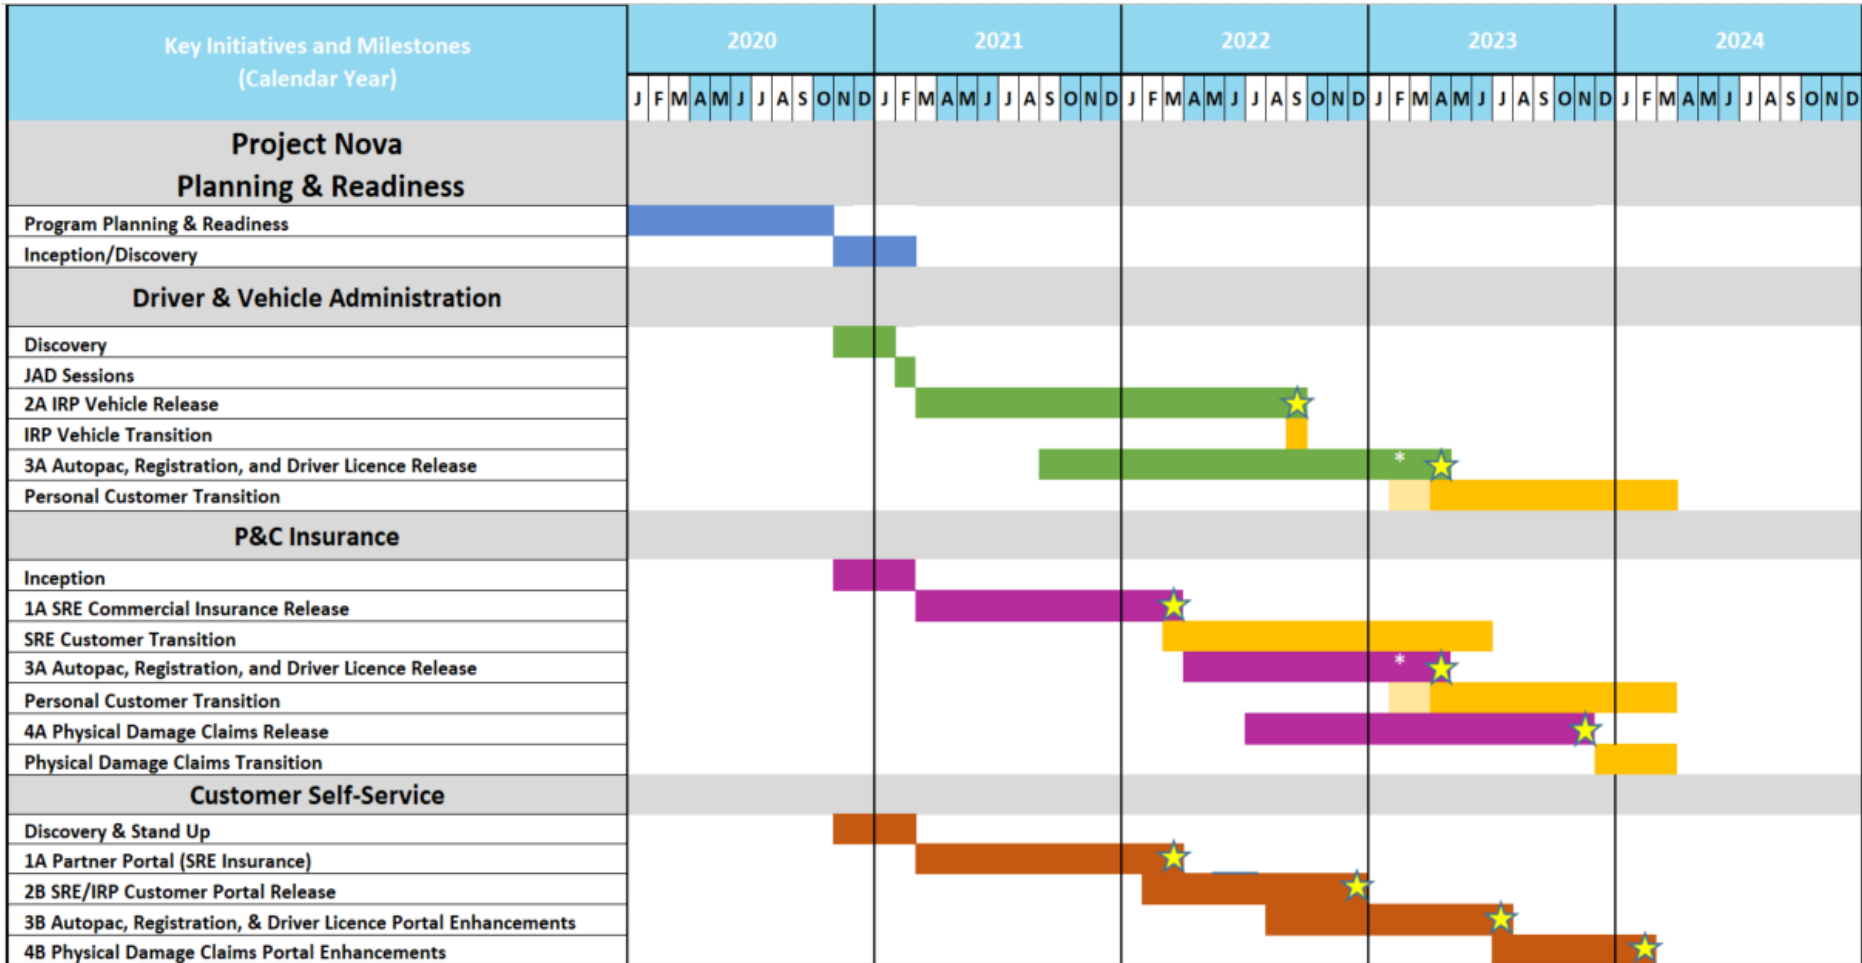 Key Initiatives and Milestones
(Calendar Year)
2020 2021 2022 2023 2024
J F M A M J J A S O N D J F M A M J J A S O N D J F M A M J J A S O N D J F M A M J J A S O N D J F M A M J J A S O N D
Project Nova
Planning & Readiness
Program Planning & Readiness
Inception/Discovery
Driver & Vehicle Administration
Discovery
JAD Sessions
2A IRP Vehicle Release
IRP Vehicle Transition
3A Autopac, Registration, and Driver Licence Release *
Personal Customer Transition
P&C Insurance
Inception
1A SRE Commercial Insurance Release
SRE Customer Transition
3A Autopac, Registration, and Driver Licence Release *
Personal Customer Transition
4A Physical Damage Claims Release
Physical Damage Claims Transition
Customer Self-Service
Discovery & Stand Up
1A Partner Portal (SRE Insurance)
2B SRE/IRP Customer Portal Release
3B Autopac, Registration, & Driver Licence Portal Enhancements
4B Physical Damage Claims Portal Enhancements